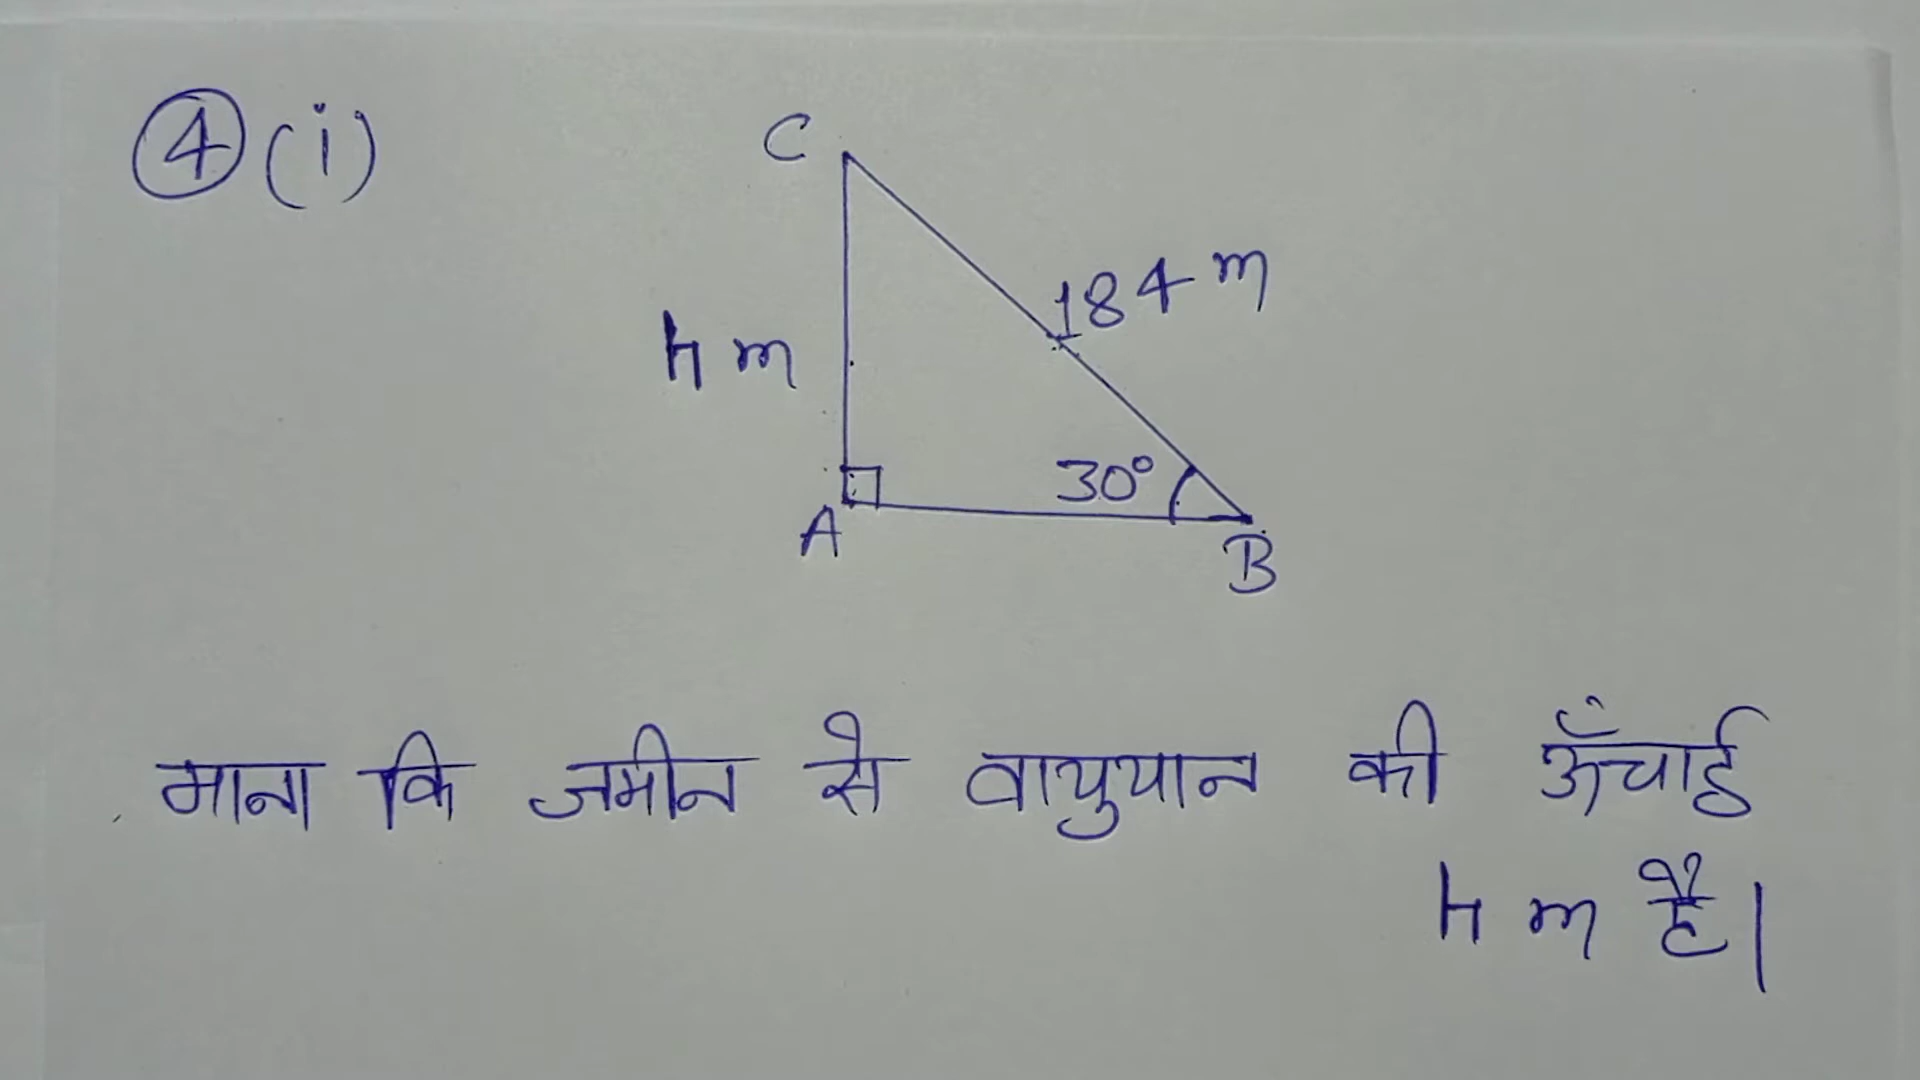 ④ (i)
C
184 m
h m
30°
A
B
माना कि जमीन से वायुयान की ऊँचाई
h m है।